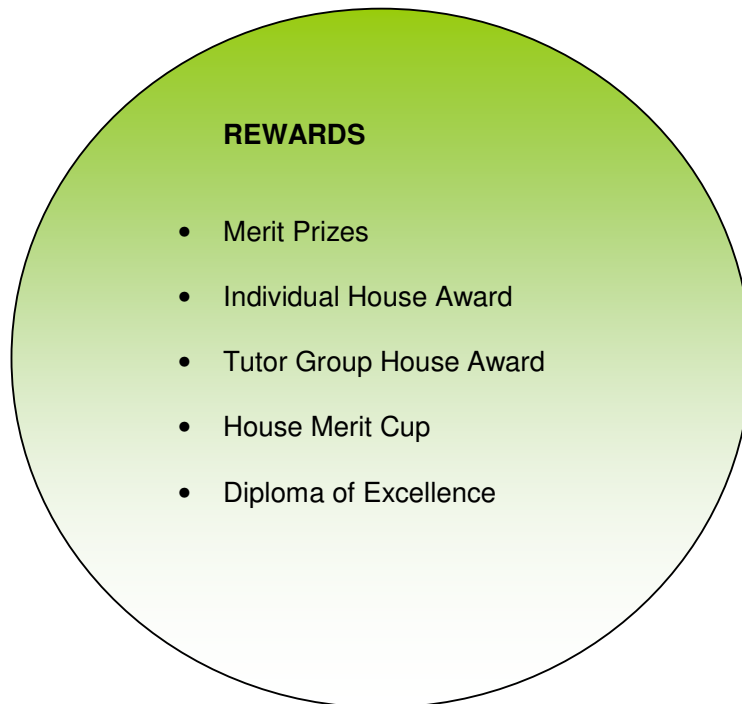 REWARDS
• Merit Prizes
• Individual House Award
• Tutor Group House Award
• House Merit Cup
• Diploma of Excellence